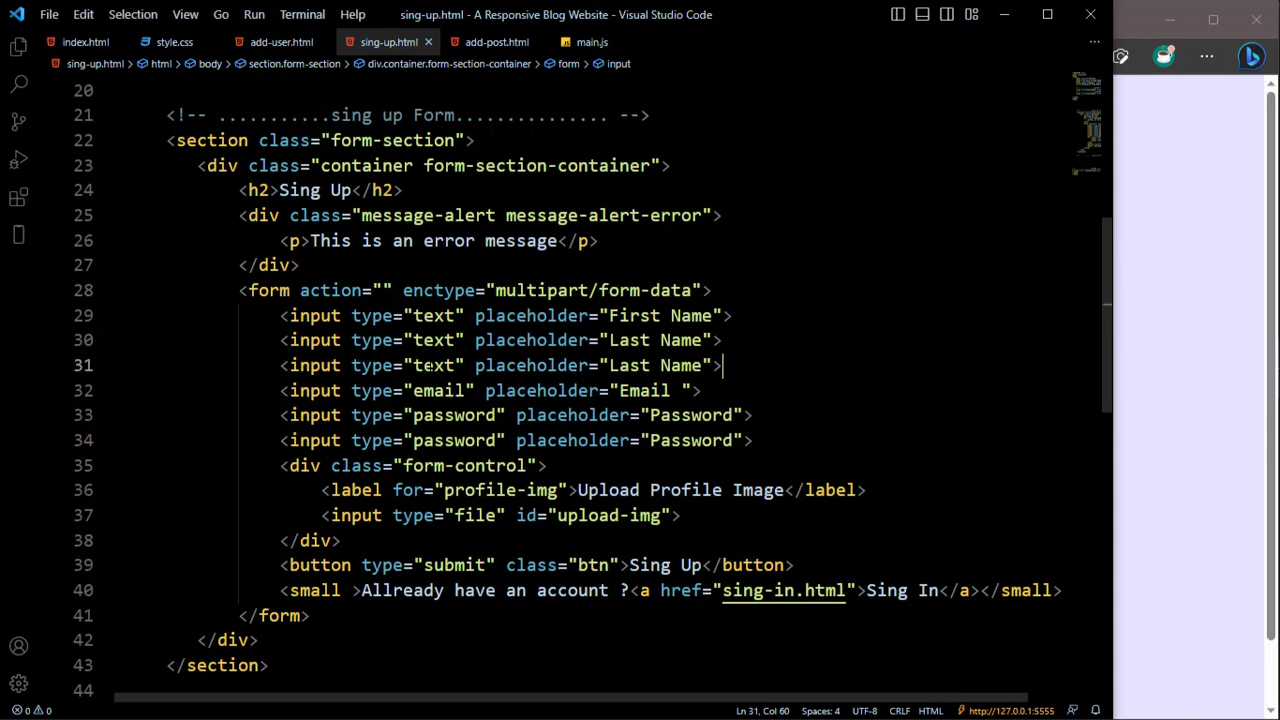 File Edit Selection View Go Run Terminal Help sing-up.html - A Responsive Blog Website - Visual Studio Code
index.html style.css add-user.html sing-up.html add-post.html main.js
sing-up.html > html > body > section.form-section > div.container.form-section-container > form > input
20
21 <!-- ...........sing up Form............... -->
22 <section class="form-section">
23 <div class="container form-section-container">
24 <h2>Sing Up</h2>
25 <div class="message-alert message-alert-error">
26 <p>This is an error message</p>
27 </div>
28 <form action="" enctype="multipart/form-data">
29 <input type="text" placeholder="First Name">
30 <input type="text" placeholder="Last Name">
31 <input type="text" placeholder="Last Name">
32 <input type="email" placeholder="Email ">
33 <input type="password" placeholder="Password">
34 <input type="password" placeholder="Password">
35 <div class="form-control">
36 <label for="profile-img">Upload Profile Image</label>
37 <input type="file" id="upload-img">
38 </div>
39 <button type="submit" class="btn">Sing Up</button>
40 <small >Allready have an account ?<a href="sing-in.html">Sing In</a></small>
41 </form>
42 </div>
43 </section>
44
0 0 Ln 31, Col 60 Spaces: 4 UTF-8 CRLF HTML http://127.0.0.1:5555